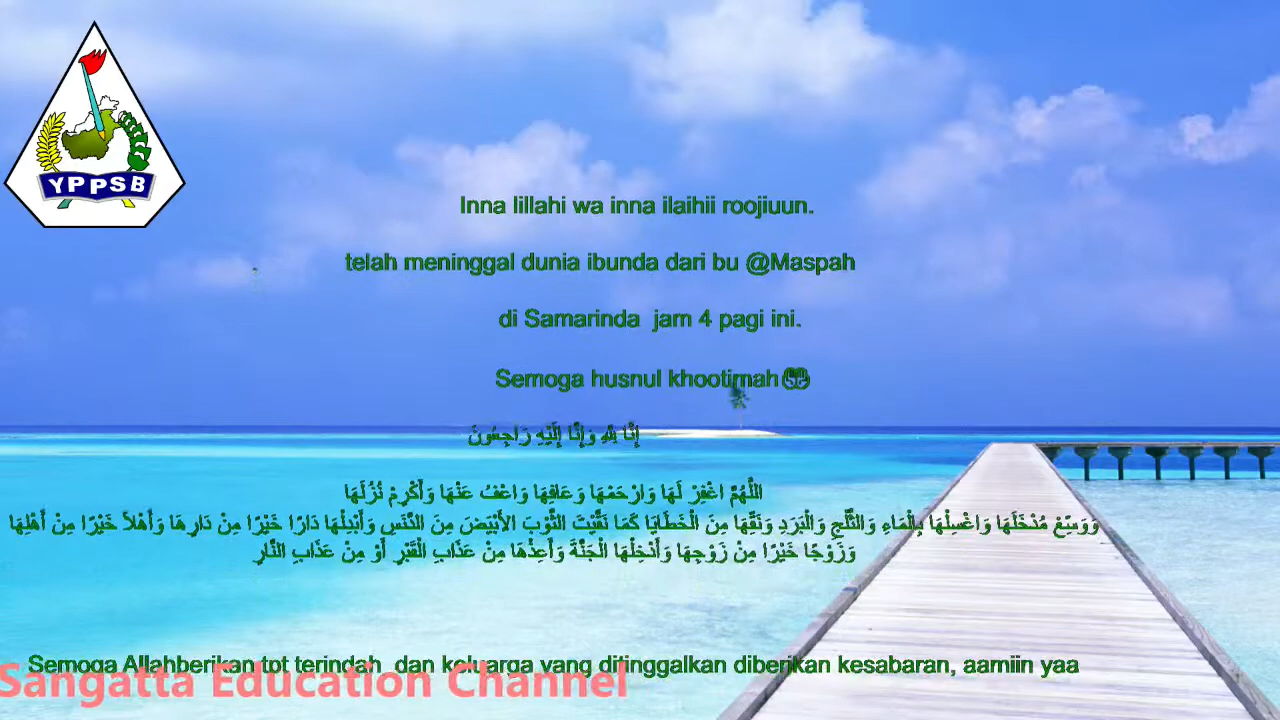 YPPSB
Inna lillahi wa inna ilaihii roojiuun.
telah meninggal dunia ibunda dari bu @Maspah
di Samarinda jam 4 pagi ini.
Semoga husnul khootimah
إِنَّا لِلَّهِ وَإِنَّا إِلَيْهِ رَاجِعُونَ
اللَّهُمَّ اغْفِرْ لَهَا وَارْحَمْهَا وَعَافِهَا وَاعْفُ عَنْهَا وَأَكْرِمْ نُزُلَهَا
وَوَسِّعْ مُدْخَلَهَا وَاغْسِلْهَا بِالْمَاءِ وَالثَّلْجِ وَالْبَرَدِ وَنَقِّهَا مِنَ الْخَطَايَا كَمَا نَقَّيْتَ الثَّوْبَ الأَبْيَضَ مِنَ الدَّنَسِ وَأَبْدِلْهَا دَارًا خَيْرًا مِنْ دَارِهَا وَأَهْلاً خَيْرًا مِنْ أَهْلِهَا
وَزَوْجًا خَيْرًا مِنْ زَوْجِهَا وَأَدْخِلْهَا الْجَنَّةَ وَأَعِذْهَا مِنْ عَذَابِ الْقَبْرِ أَوْ مِنْ عَذَابِ النَّارِ
Semoga Allahberikan tpt terindah dan keluarga yang ditinggalkan diberikan kesabaran, aamiin yaa
Sangatta Education Channel